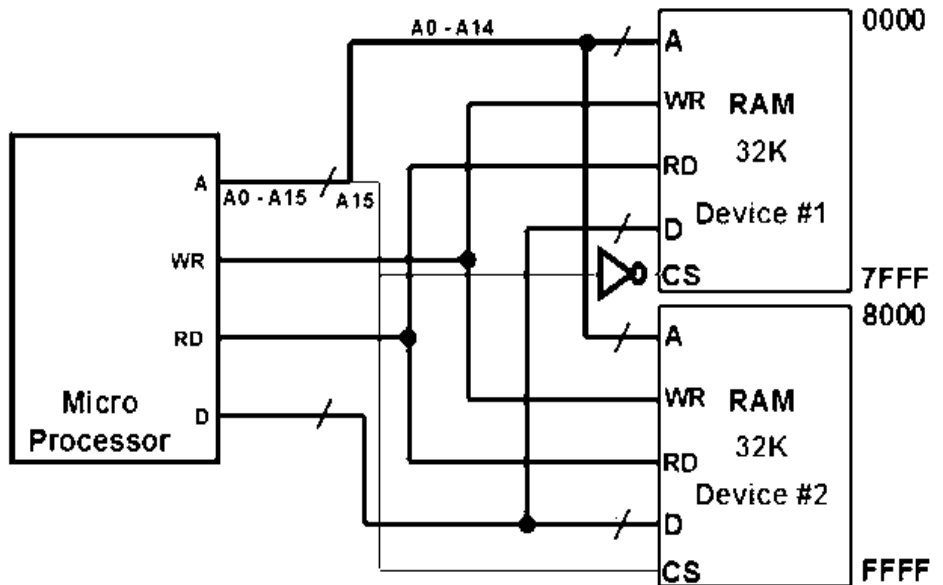 0000
A0 - A14
A
WR RAM
32K
RD
Device #1
D
CS
7FFF
A
A0 - A15
A15
WR
RD
D
Micro
Processor
8000
A
WR RAM
32K
RD
Device #2
D
CS
FFFF